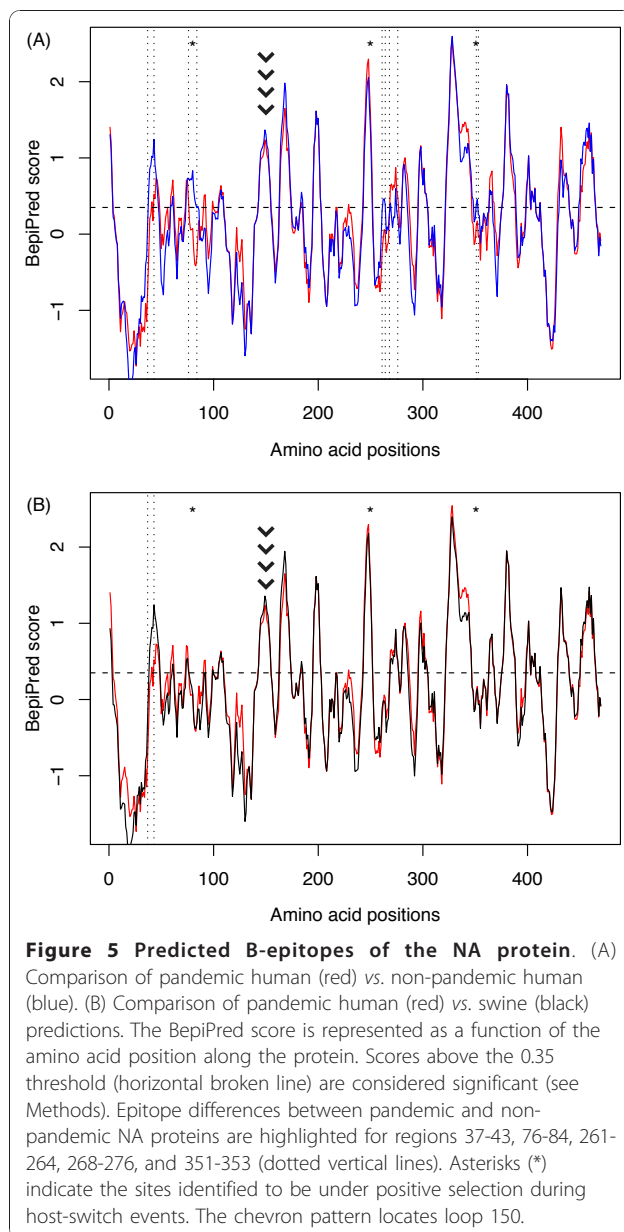 (A)
*
*
*
2
1
0
−1
BepiPred score
0
100
200
300
400
Amino acid positions
(B)
*
*
*
2
1
0
−1
BepiPred score
0
100
200
300
400
Amino acid positions
Figure 5 Predicted B-epitopes of the NA protein. (A)
Comparison of pandemic human (red) vs. non-pandemic human
(blue). (B) Comparison of pandemic human (red) vs. swine (black)
predictions. The BepiPred score is represented as a function of the
amino acid position along the protein. Scores above the 0.35
threshold (horizontal broken line) are considered significant (see
Methods). Epitope differences between pandemic and non-
pandemic NA proteins are highlighted for regions 37-43, 76-84, 261-
264, 268-276, and 351-353 (dotted vertical lines). Asterisks (*)
indicate the sites identified to be under positive selection during
host-switch events. The chevron pattern locates loop 150.